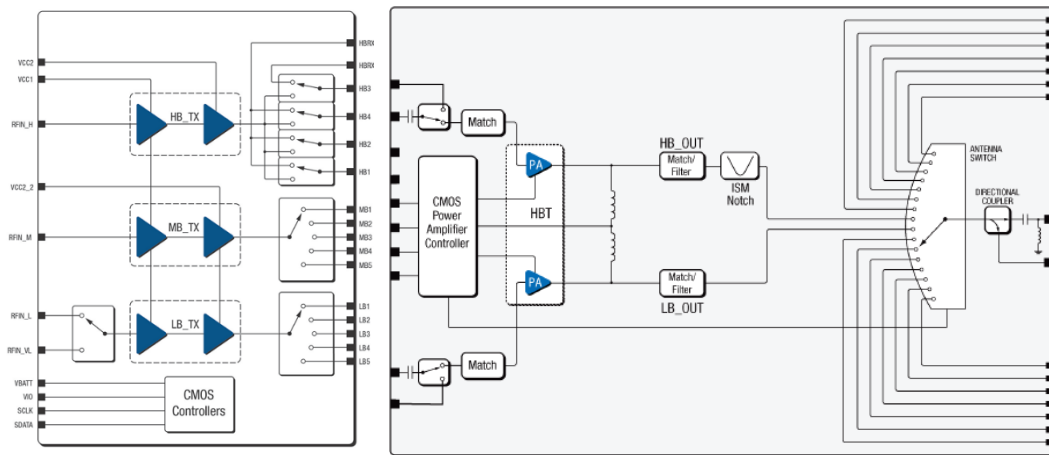 VCC2
VCC1
RFIN_H
VCC2_2
RFIN_M
RFIN_L
RFIN_VL
VBATT
VIO
SCLK
SDATA
HB_TX
MB_TX
LB_TX
CMOS
Controllers
HBRX
HBRX
HB3
HB4
HB2
HB1
MB1
MB2
MB3
MB4
MB5
LB1
LB2
LB3
LB4
LB5
Match
CMOS
Power
Amplifier
Controller
PA
HBT
PA
Match
HB_OUT
Match/
Filter
ISM
Notch
Match/
Filter
LB_OUT
ANTENNA
SWITCH
DIRECTIONAL
COUPLER